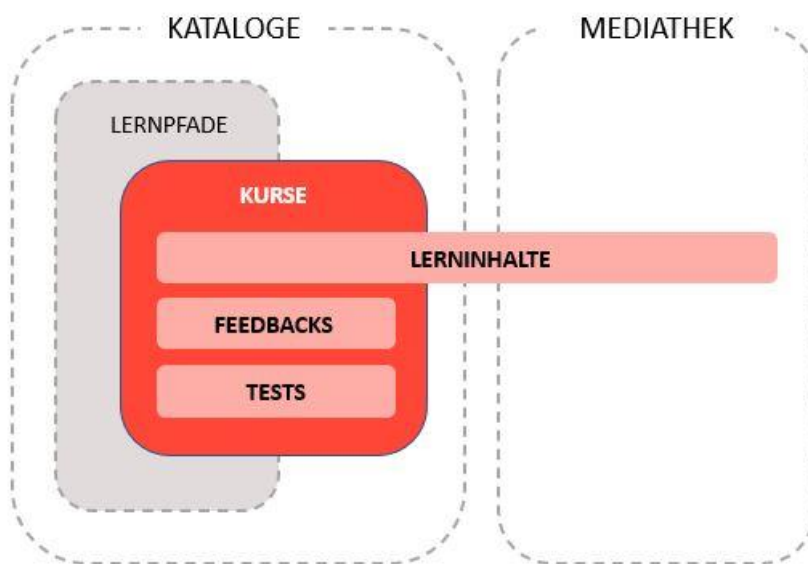 KATALOGE
MEDIATHEK
LERNPFADE
KURSE
LERNINHALTE
FEEDBACKS
TESTS